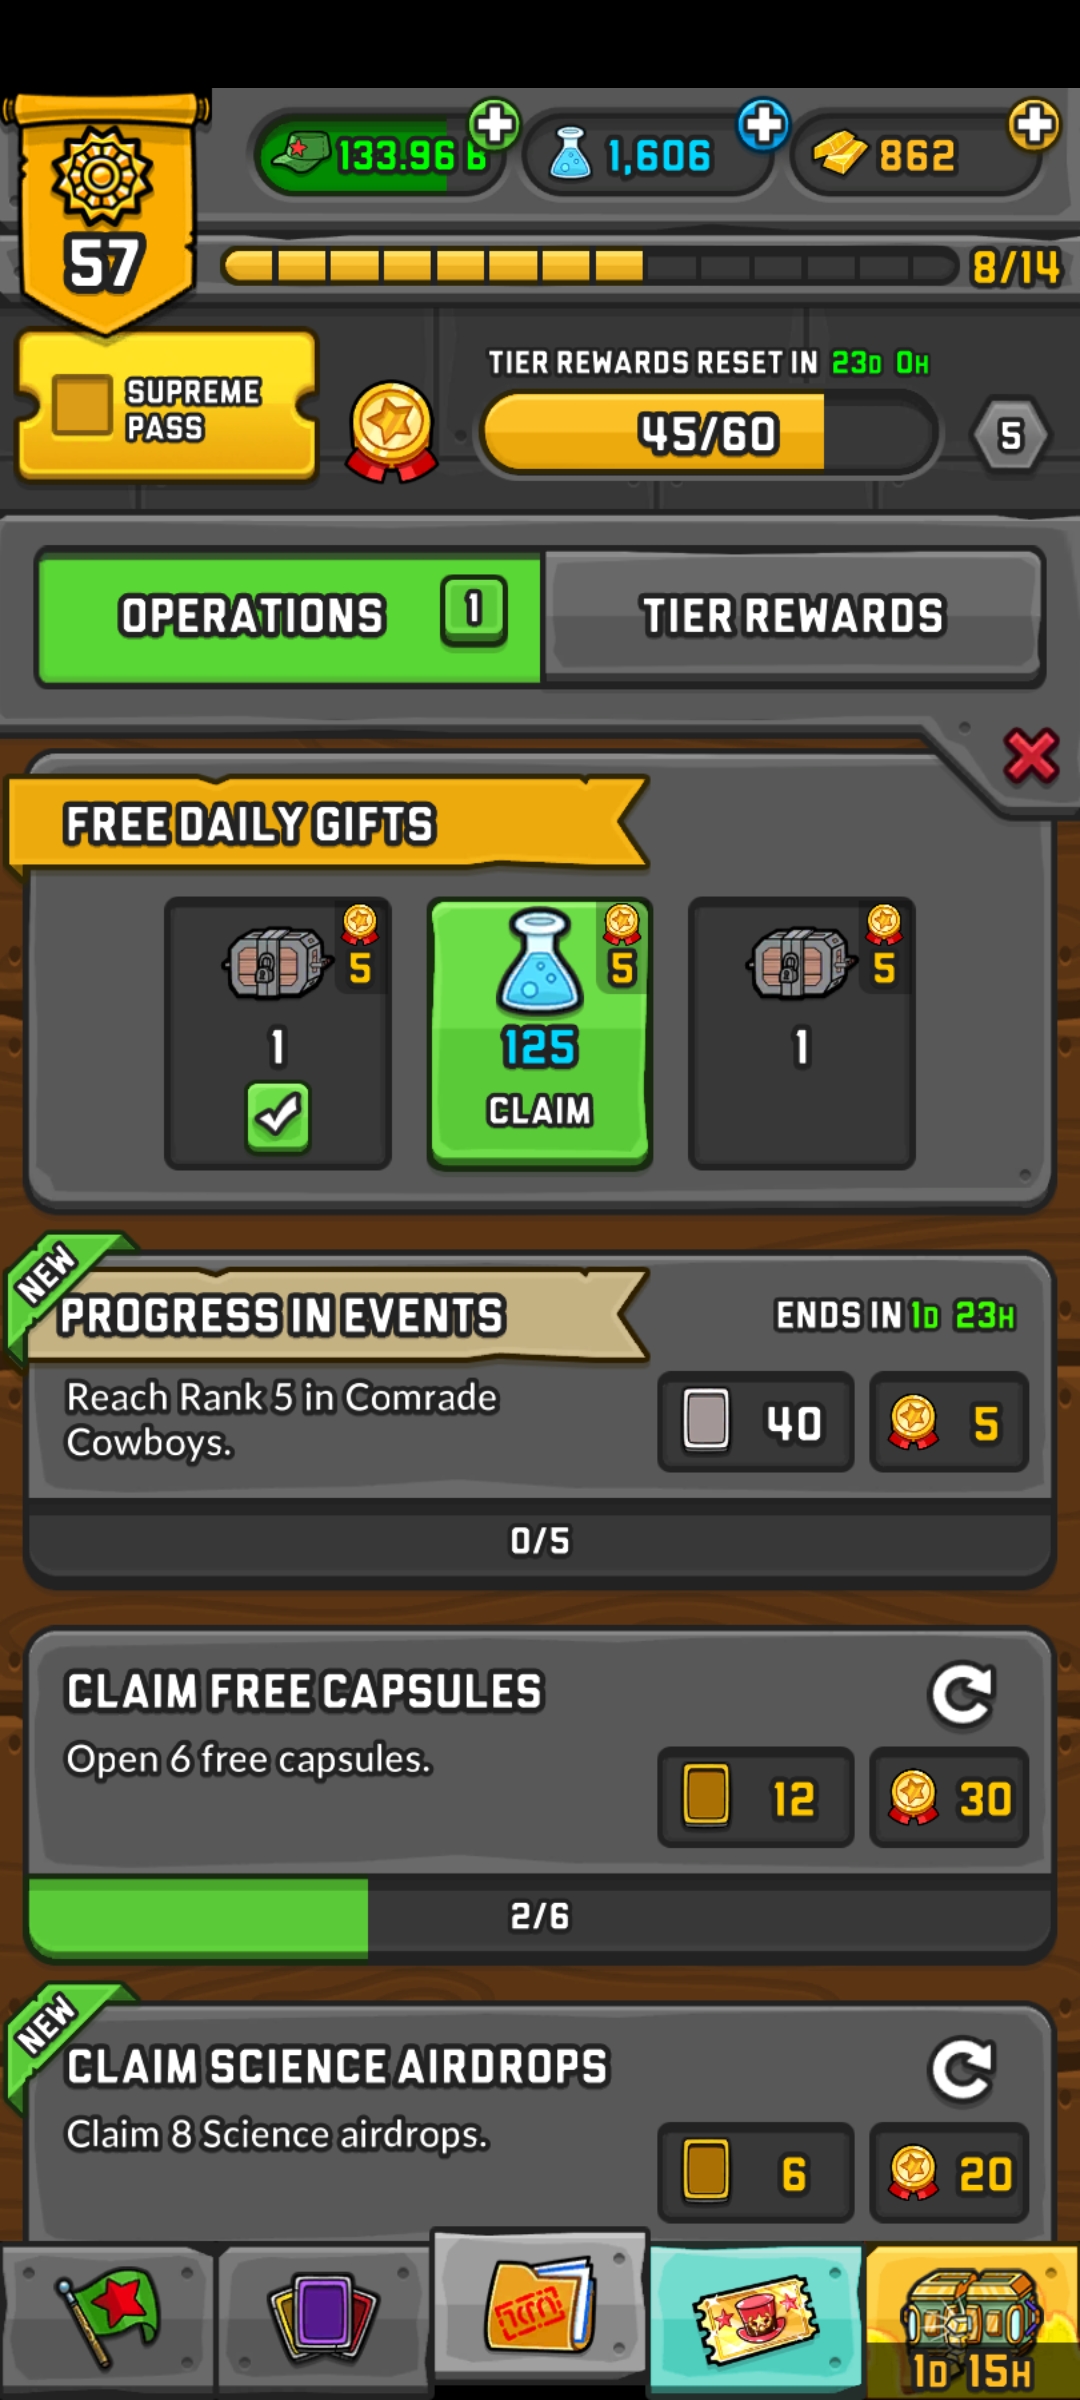 57
133.96 B
1,606
862
8/14
SUPREME
PASS
TIER REWARDS RESET IN 23D 0H
45/60
5
OPERATIONS
1
TIER REWARDS
FREE DAILY GIFTS
5
1
5
125
CLAIM
5
1
NEW
PROGRESS IN EVENTS
ENDS IN 1D 23H
Reach Rank 5 in Comrade
Cowboys.
40
5
0/5
CLAIM FREE CAPSULES
Open 6 free capsules.
12
30
2/6
NEW
CLAIM SCIENCE AIRDROPS
Claim 8 Science airdrops.
6
20
1D 15H